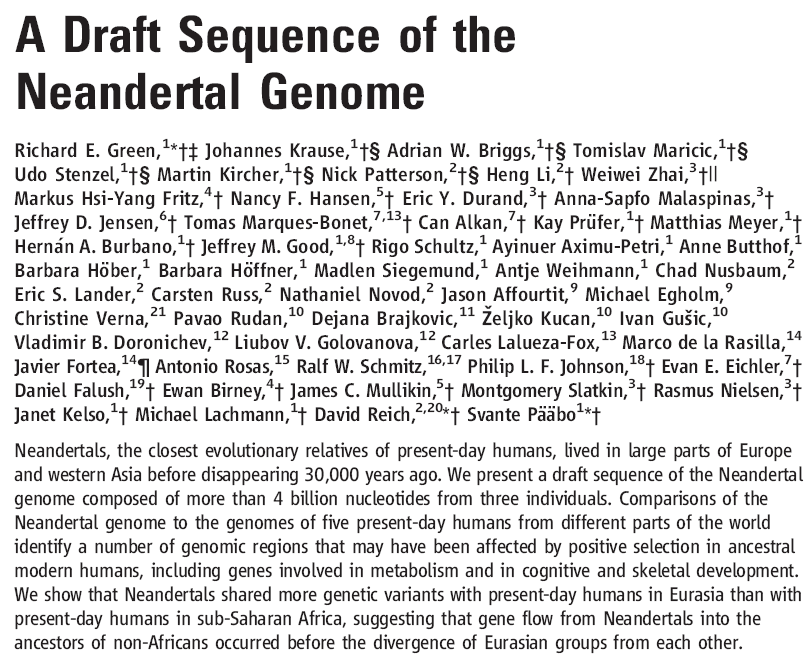 A Draft Sequence of the
Neandertal Genome
Richard E. Green,1*†‡ Johannes Krause,1†§ Adrian W. Briggs,1†§ Tomislav Maricic,1†§
Udo Stenzel,1†§ Martin Kircher,1†§ Nick Patterson,2†§ Heng Li,2† Weiwei Zhai,3†||
Markus Hsi-Yang Fritz,4† Nancy F. Hansen,5† Eric Y. Durand,3† Anna-Sapfo Malaspinas,3†
Jeffrey D. Jensen,6† Tomas Marques-Bonet,7,13† Can Alkan,7† Kay Prüfer,1† Matthias Meyer,1†
Hernán A. Burbano,1† Jeffrey M. Good,1,8† Rigo Schultz,1 Ayinuer Aximu-Petri,1 Anne Butthof,1
Barbara Höber,1 Barbara Höffner,1 Madlen Siegemund,1 Antje Weihmann,1 Chad Nusbaum,2
Eric S. Lander,2 Carsten Russ,2 Nathaniel Novod,2 Jason Affourtit,9 Michael Egholm,9
Christine Verna,21 Pavao Rudan,10 Dejana Brajkovic,11 Željko Kucan,10 Ivan Gušic,10
Vladimir B. Doronichev,12 Liubov V. Golovanova,12 Carles Lalueza-Fox,13 Marco de la Rasilla,14
Javier Fortea,14¶ Antonio Rosas,15 Ralf W. Schmitz,16,17 Philip L. F. Johnson,18† Evan E. Eichler,7†
Daniel Falush,19† Ewan Birney,4† James C. Mullikin,5† Montgomery Slatkin,3† Rasmus Nielsen,3†
Janet Kelso,1† Michael Lachmann,1† David Reich,2,20*† Svante Pääbo1*†
Neandertals, the closest evolutionary relatives of present-day humans, lived in large parts of Europe
and western Asia before disappearing 30,000 years ago. We present a draft sequence of the Neandertal
genome composed of more than 4 billion nucleotides from three individuals. Comparisons of the
Neandertal genome to the genomes of five present-day humans from different parts of the world
identify a number of genomic regions that may have been affected by positive selection in ancestral
modern humans, including genes involved in metabolism and in cognitive and skeletal development.
We show that Neandertals shared more genetic variants with present-day humans in Eurasia than with
present-day humans in sub-Saharan Africa, suggesting that gene flow from Neandertals into the
ancestors of non-Africans occurred before the divergence of Eurasian groups from each other.